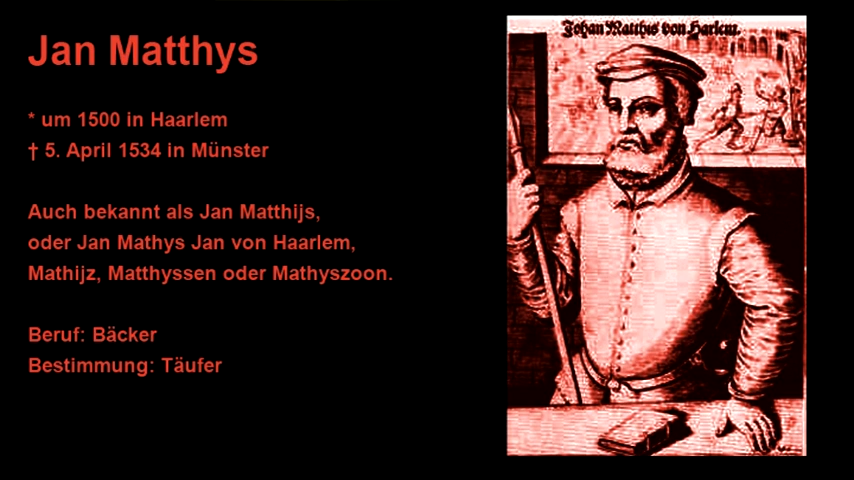 Jan Matthys
* um 1500 in Haarlem
† 5. April 1534 in Münster
Auch bekannt als Jan Matthijs,
oder Jan Mathys Jan von Haarlem,
Mathijz, Matthyssen oder Mathyszoon.
Beruf: Bäcker
Bestimmung: Täufer
Johan Matthis von Harlem.